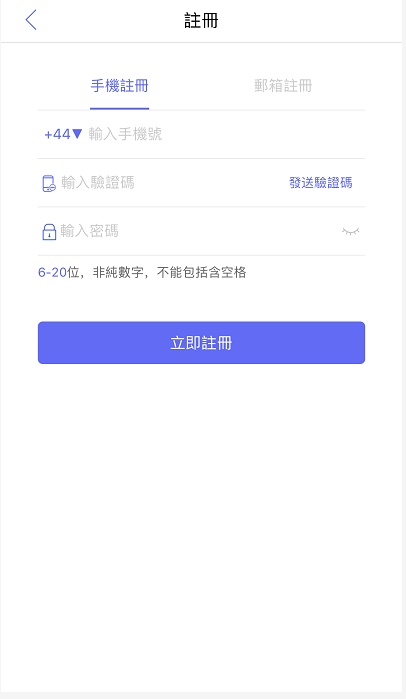 註冊
手機註冊 郵箱註冊
+44▼ 輸入手機號
輸入驗證碼 發送驗證碼
輸入密碼
6-20位，非純數字，不能包括含空格
立即註冊